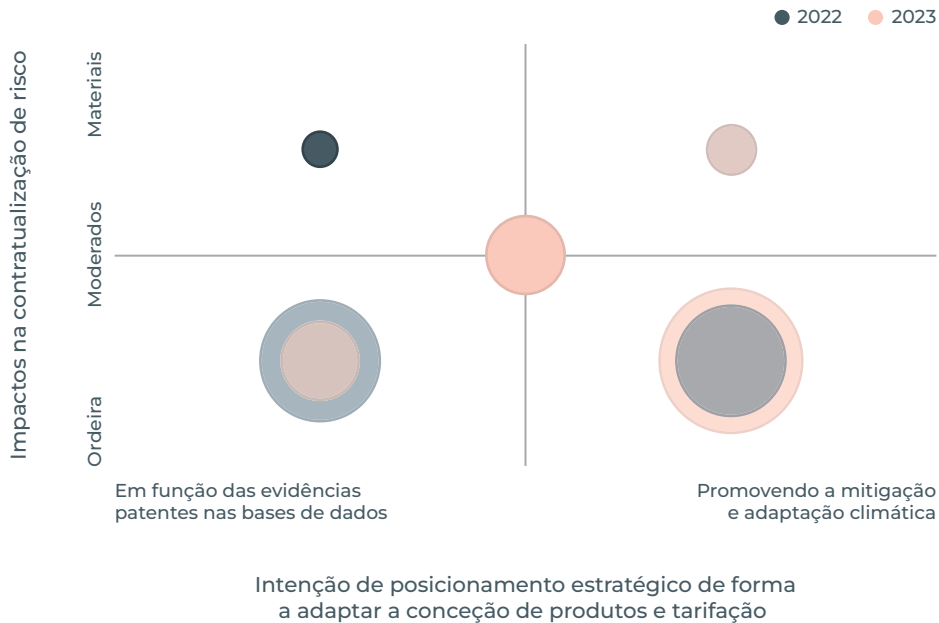 2022
2023
Impactos na contratualização de risco
Materiais
Moderados
Ordeira
Em função das evidências
patentes nas bases de dados
Promovendo a mitigação
e adaptação climática
Intenção de posicionamento estratégico de forma
a adaptar a conceção de produtos e tarifação